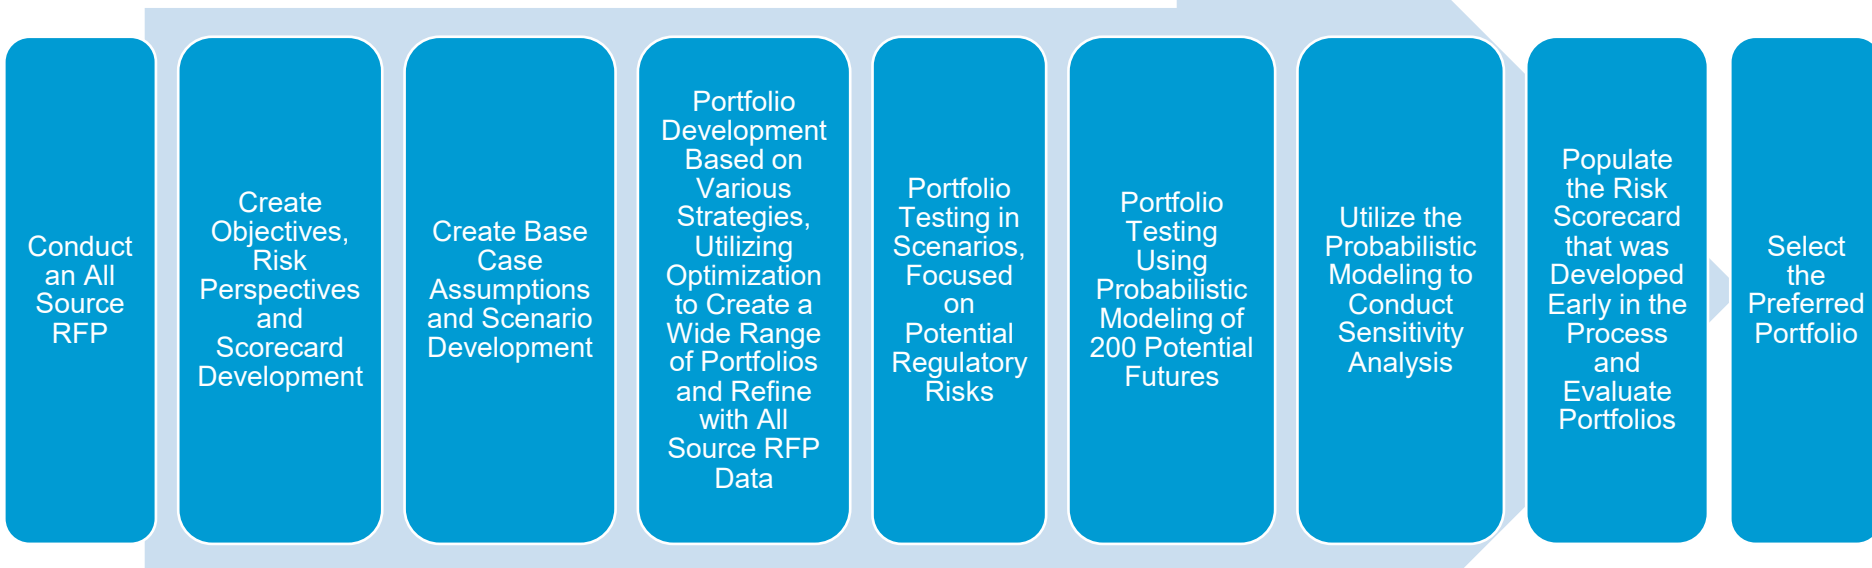 Conduct
an All
Source
RFP
Create
Objectives,
Risk
Perspectives
and
Scorecard
Development
Create Base
Case
Assumptions
and Scenario
Development
Portfolio
Development
Based on
Various
Strategies,
Utilizing
Optimization
to Create a
Wide Range
of Portfolios
and Refine
with All
Source RFP
Data
Portfolio
Testing in
Scenarios,
Focused
on
Potential
Regulatory
Risks
Portfolio
Testing
Using
Probabilistic
Modeling of
200 Potential
Futures
Utilize the
Probabilistic
Modeling to
Conduct
Sensitivity
Analysis
Populate
the Risk
Scorecard
that was
Developed
Early in the
Process
and
Evaluate
Portfolios
Select
the
Preferred
Portfolio